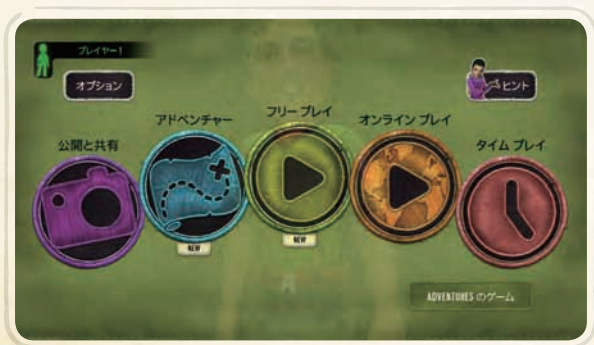 プレイヤー1
オプション
ヒント
公開と共有
アドベンチャー
フリー プレイ
オンライン プレイ
タイム プレイ
NEW
NEW
ADVENTURES のゲーム